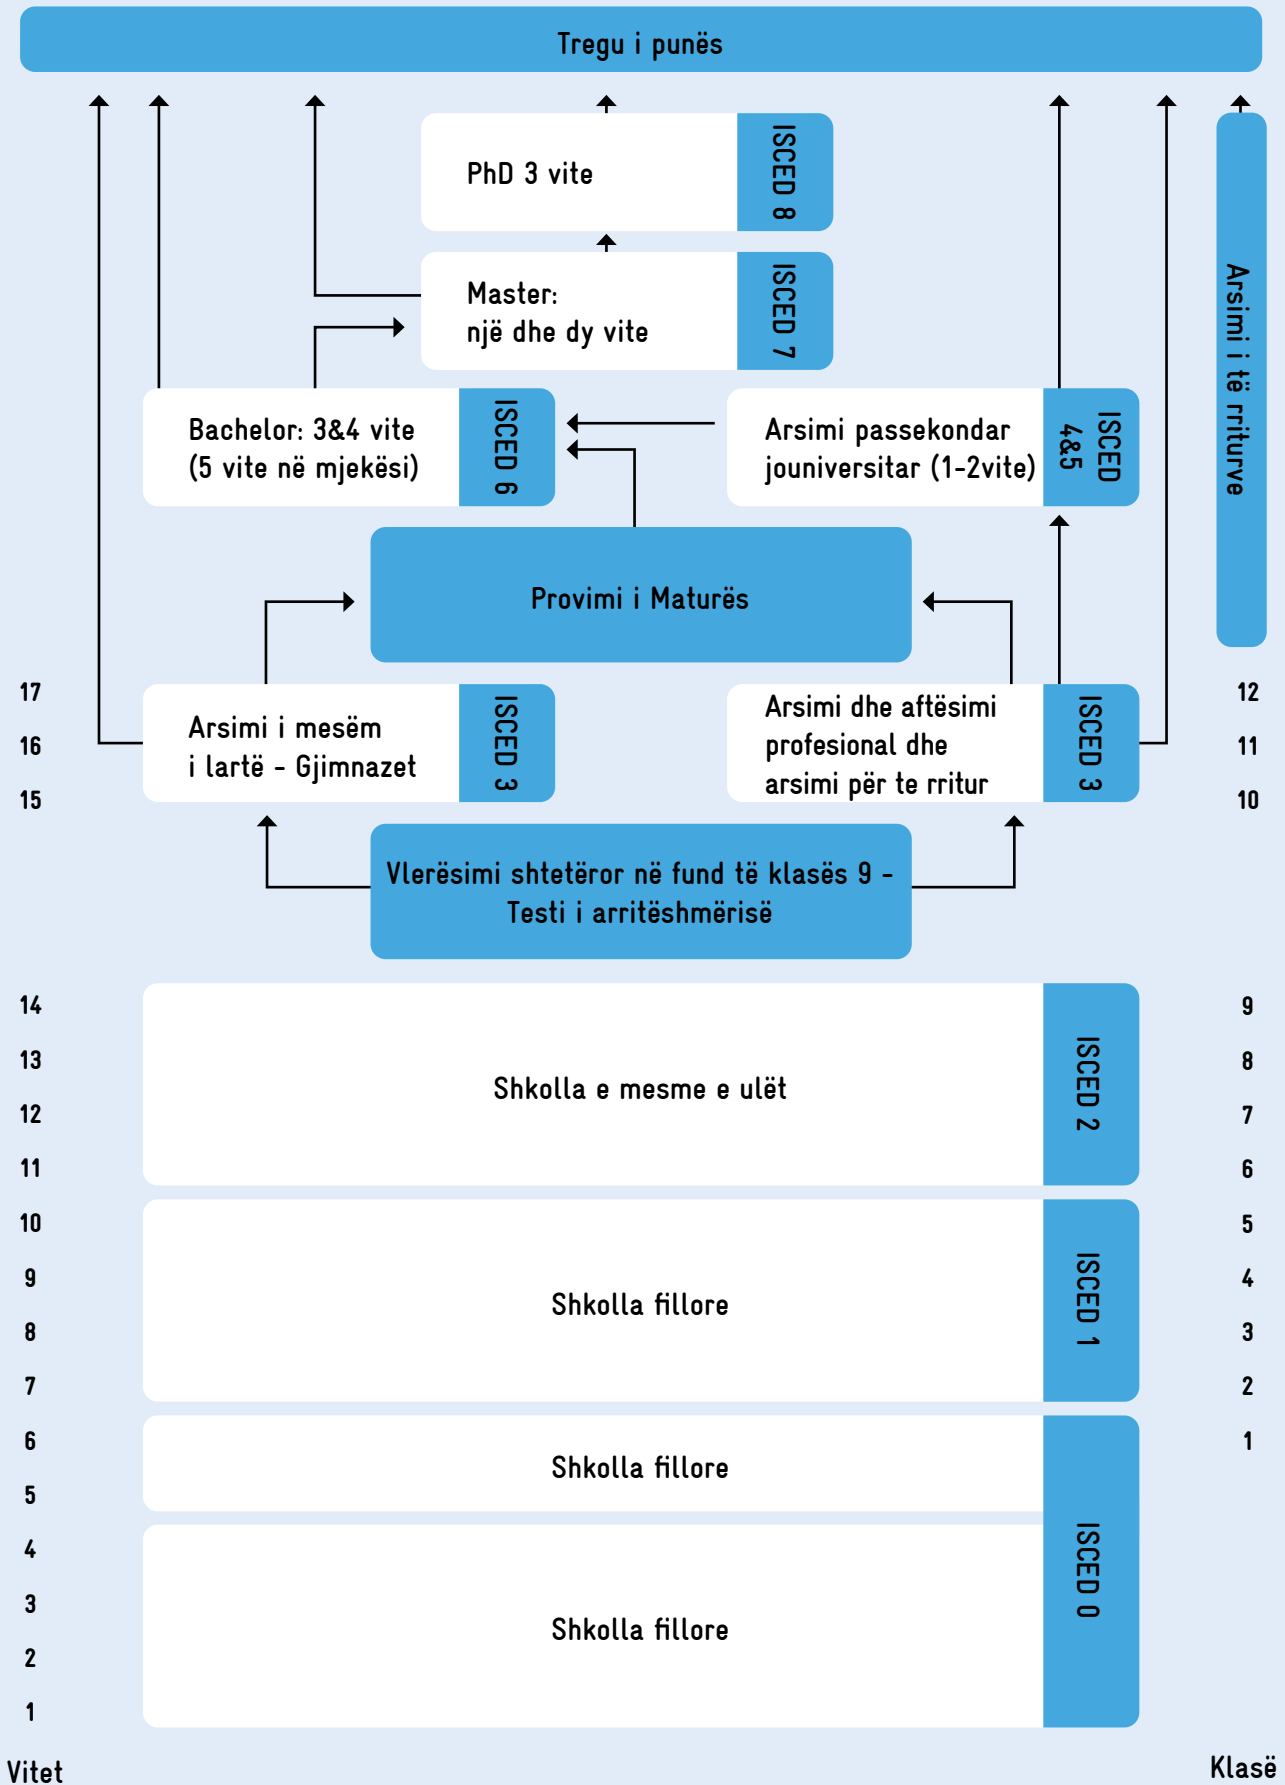 Tregu i punës
PhD 3 vite
ISCED 8
Master:
një dhe dy vite
ISCED 7
Arsimi i të rriturve
Bachelor: 3&4 vite
(5 vite në mjekësi)
ISCED 6
Arsimi passekondar
jouniversitar (1-2vite)
ISCED
4&5
Provimi i Maturës
17
16
15
Arsimi i mesëm
i lartë - Gjimnazet
ISCED 3
Arsimi dhe aftësimi
profesional dhe
arsimi për te rritur
ISCED 3
12
11
10
Vlerësimi shtetëror në fund të klasës 9 -
Testi i arritëshmërisë
14
13
12
11
Shkolla e mesme e ulët
ISCED 2
9
8
7
6
10
9
8
7
Shkolla fillore
ISCED 1
5
4
3
2
6
5
Shkolla fillore
1
4
3
2
1
Shkolla fillore
ISCED 0
Vitet
Klasë